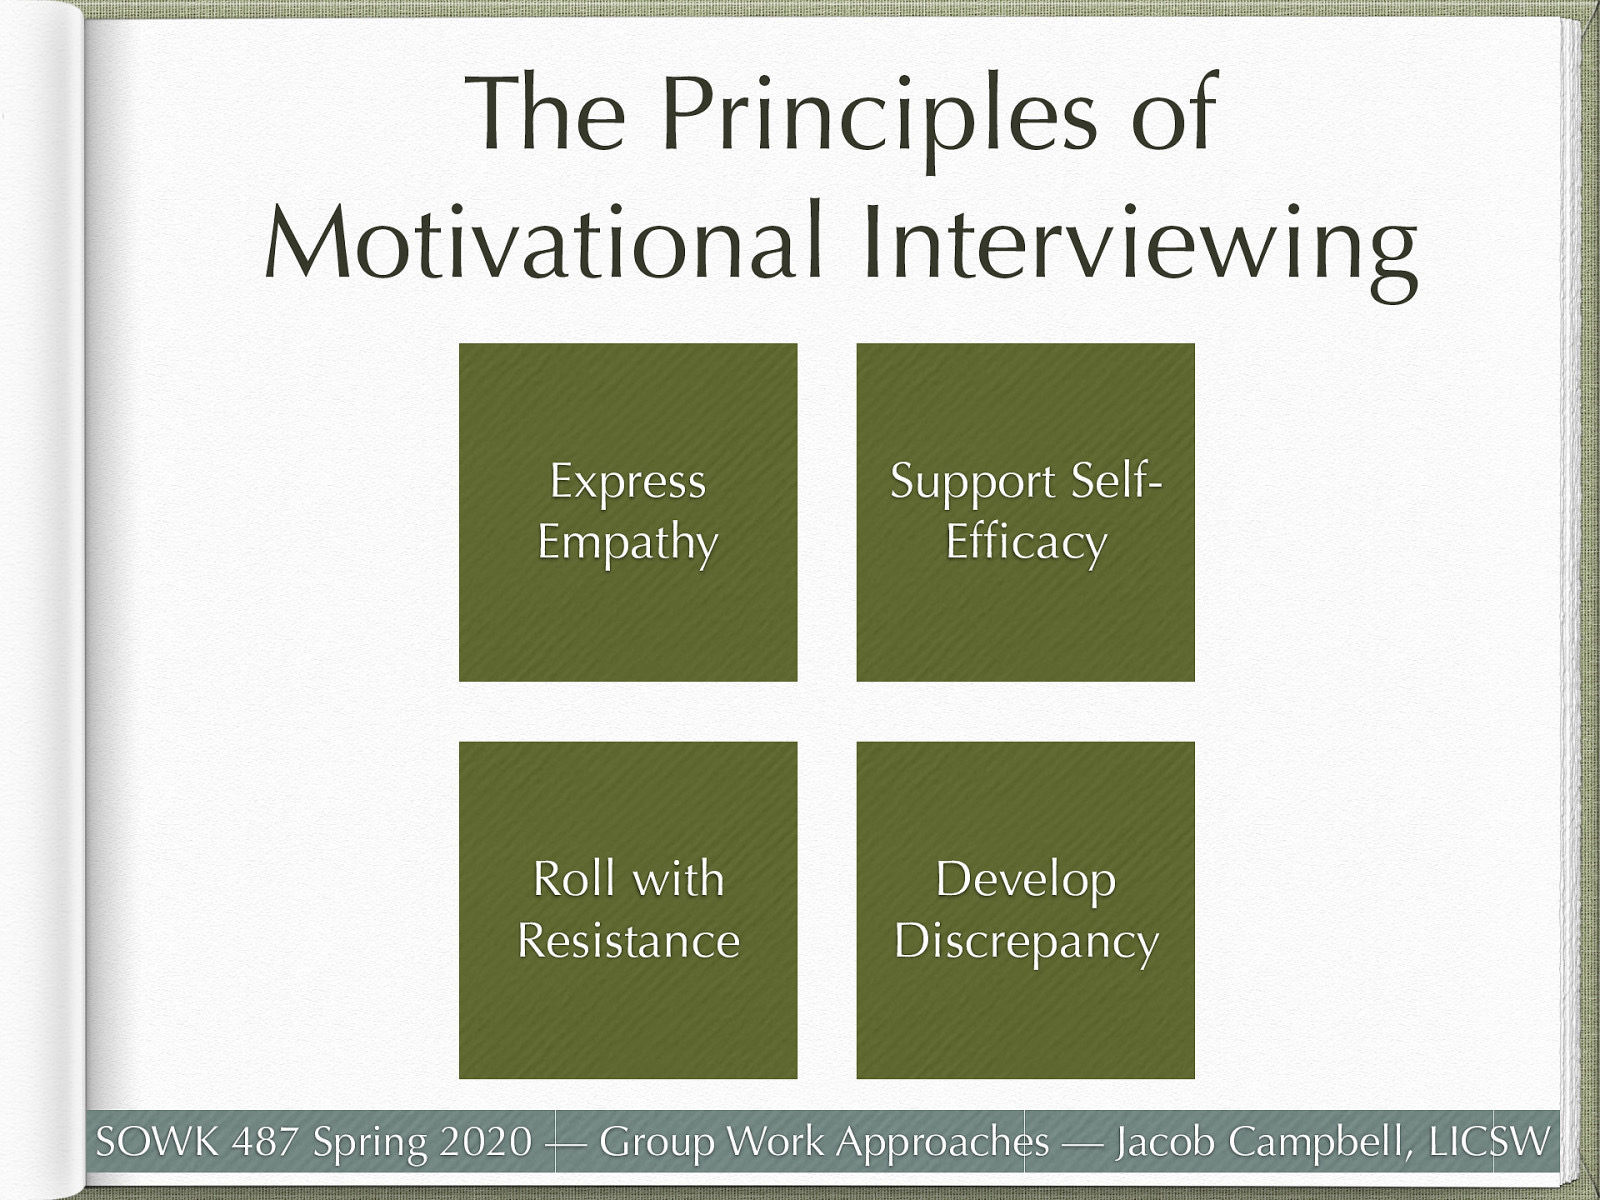 The Principles of
Motivational Interviewing
Express
Empathy
Support Self-
Efficacy
Roll with
Resistance
Develop
Discrepancy
SOWK 487 Spring 2020 — Group Work Approaches — Jacob Campbell, LICSW